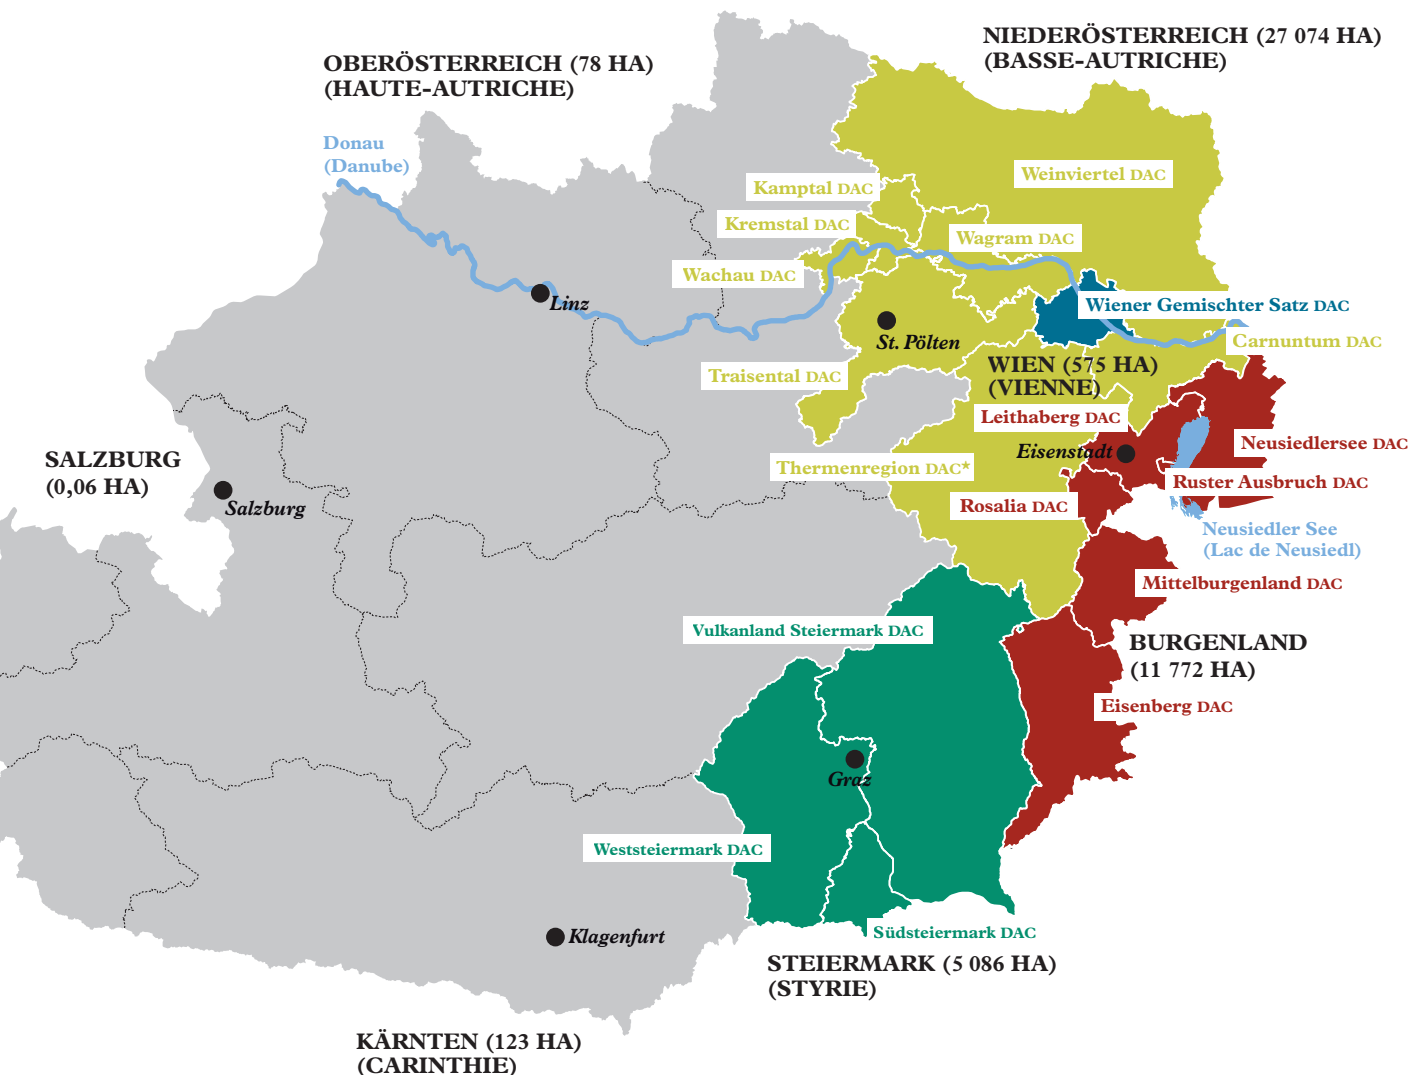 NIEDERÖSTERREICH (27 074 HA)
(BASSE-AUTRICHE)
OBERÖSTERREICH (78 HA)
(HAUTE-AUTRICHE)
Donau
(Danube)
Weinviertel DAC
Kamptal DAC
Kremstal DAC
Wagram DAC
Wachau DAC
Linz
Wiener Gemischter Satz DAC
St. Pölten
Carnuntum DAC
WIEN (575 HA)
(VIENNE)
Traisental DAC
Leithaberg DAC
Neusiedlersee DAC
Eisenstadt
SALZBURG
(0,06 HA)
Thermenregion DAC*
Ruster Ausbruch DAC
Salzburg
Rosalia DAC
Neusiedler See
(Lac de Neusiedl)
Mittelburgenland DAC
Vulkanland Steiermark DAC
BURGENLAND
(11 772 HA)
Eisenberg DAC
Graz
Weststeiermark DAC
Südsteiermark DAC
Klagenfurt
STEIERMARK (5 086 HA)
(STYRIE)
KÄRNTEN (123 HA)
(CARINTHIE)